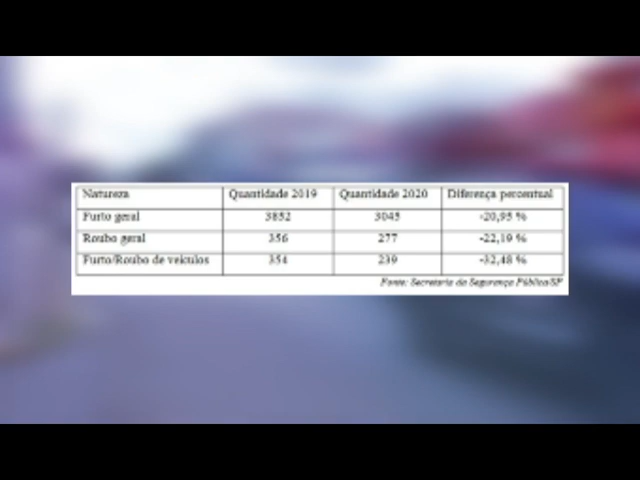 Natureza Quantidade 2019 Quantidade 2020 Diferença percentual
Furto geral 3852 3045 -20,95 %
Roubo geral 356 277 -22,19 %
Furto/Roubo de veículos 354 239 -32,48 %
Fonte: Secretaria da Segurança Pública/SP